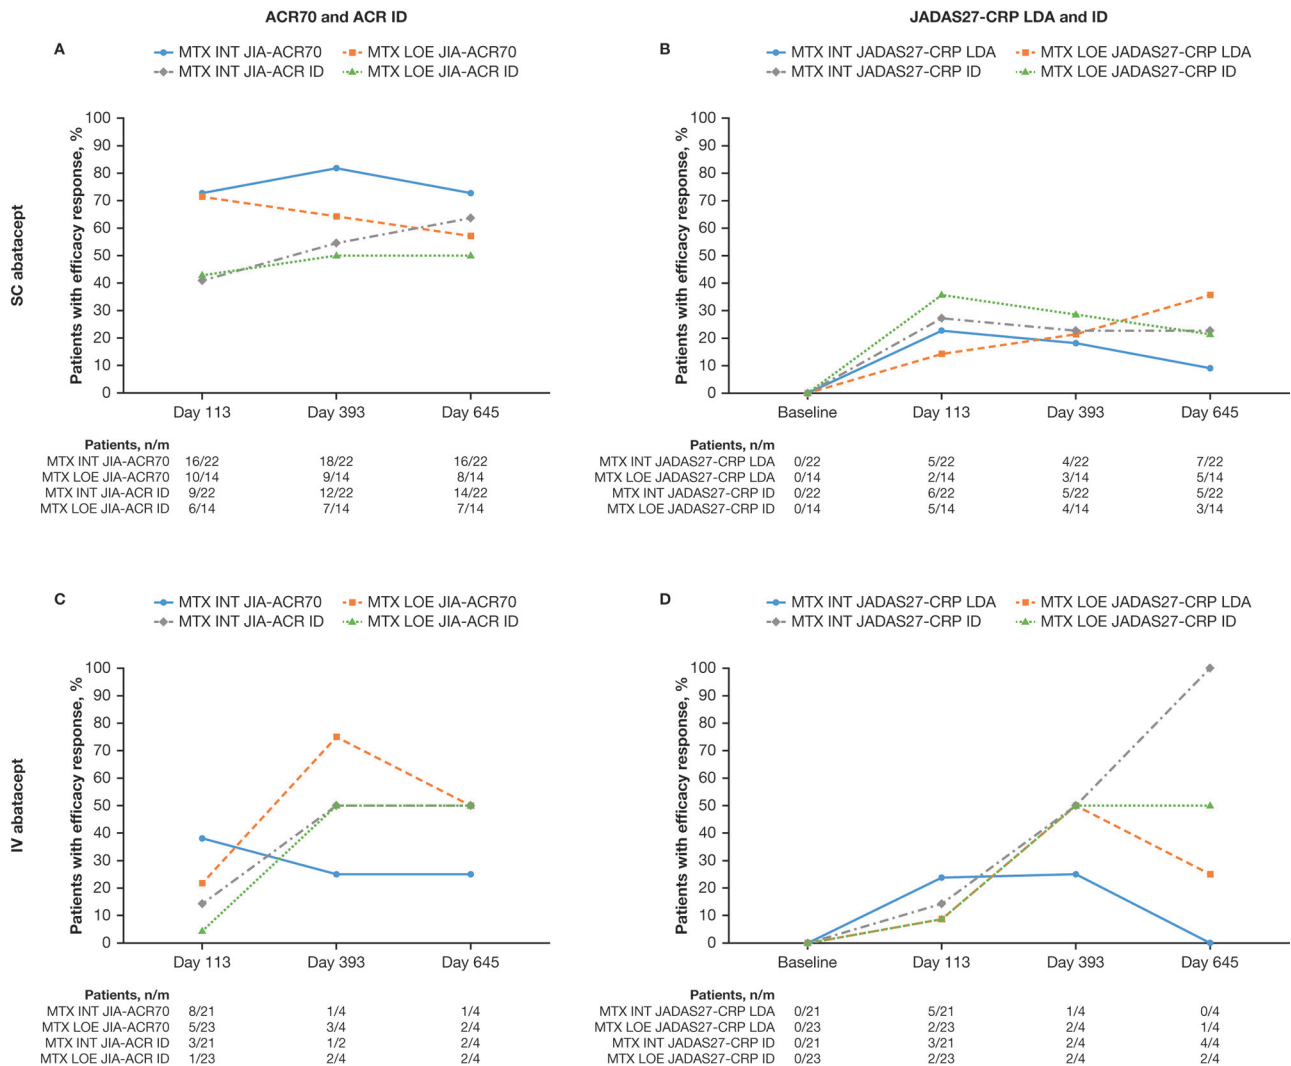 ACR70 and ACR ID
JADAS27-CRP LDA and ID
SC abatacept
A
MTX INT JIA-ACR70 MTX LOE JIA-ACR70
MTX INT JIA-ACR ID MTX LOE JIA-ACR ID
Patients with efficacy response, %
100
90
80
70
60
50
40
30
20
10
0
Day 113 Day 393 Day 645
Patients, n/m
MTX INT JIA-ACR70 16/22 18/22 16/22
MTX LOE JIA-ACR70 10/14 9/14 8/14
MTX INT JIA-ACR ID 9/22 12/22 14/22
MTX LOE JIA-ACR ID 6/14 7/14 7/14
B
MTX INT JADAS27-CRP LDA MTX LOE JADAS27-CRP LDA
MTX INT JADAS27-CRP ID MTX LOE JADAS27-CRP ID
Patients with efficacy response, %
100
90
80
70
60
50
40
30
20
10
0
Baseline Day 113 Day 393 Day 645
Patients, n/m
MTX INT JADAS27-CRP LDA 0/22 5/22 4/22 7/22
MTX LOE JADAS27-CRP LDA 0/14 2/14 3/14 5/14
MTX INT JADAS27-CRP ID 0/22 6/22 5/22 5/22
MTX LOE JADAS27-CRP ID 0/14 5/14 4/14 3/14
IV abatacept
C
MTX INT JIA-ACR70 MTX LOE JIA-ACR70
MTX INT JIA-ACR ID MTX LOE JIA-ACR ID
Patients with efficacy response, %
100
90
80
70
60
50
40
30
20
10
0
Day 113 Day 393 Day 645
Patients, n/m
MTX INT JIA-ACR70 8/21 1/4 1/4
MTX LOE JIA-ACR70 5/23 3/4 2/4
MTX INT JIA-ACR ID 3/21 1/2 2/4
MTX LOE JIA-ACR ID 1/23 2/4 2/4
D
MTX INT JADAS27-CRP LDA MTX LOE JADAS27-CRP LDA
MTX INT JADAS27-CRP ID MTX LOE JADAS27-CRP ID
Patients with efficacy response, %
100
90
80
70
60
50
40
30
20
10
0
Baseline Day 113 Day 393 Day 645
Patients, n/m
MTX INT JADAS27-CRP LDA 0/21 5/21 1/4 0/4
MTX LOE JADAS27-CRP LDA 0/23 2/23 2/4 1/4
MTX INT JADAS27-CRP ID 0/21 3/21 2/4 4/4
MTX LOE JADAS27-CRP ID 0/23 2/23 2/4 2/4